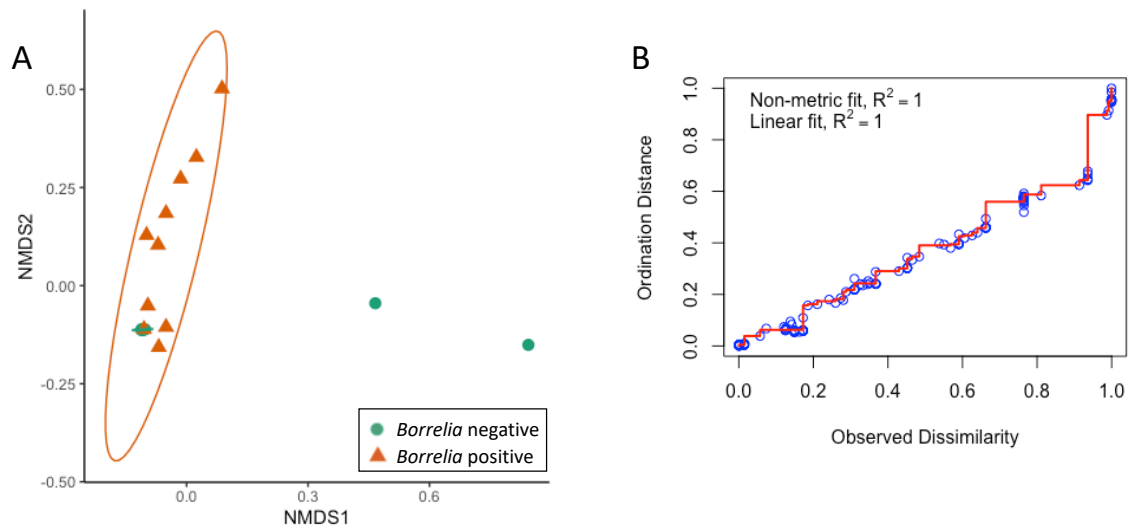 A
NMDS2
0.50
0.25
0.00
-0.25
-0.50
0.0
0.3
0.6
NMDS1
Borrelia negative
Borrelia positive
B
Non-metric fit, R² = 1
Linear fit, R² = 1
Ordination Distance
1.0
0.8
0.6
0.4
0.2
0.0
0.0
0.2
0.4
0.6
0.8
1.0
Observed Dissimilarity